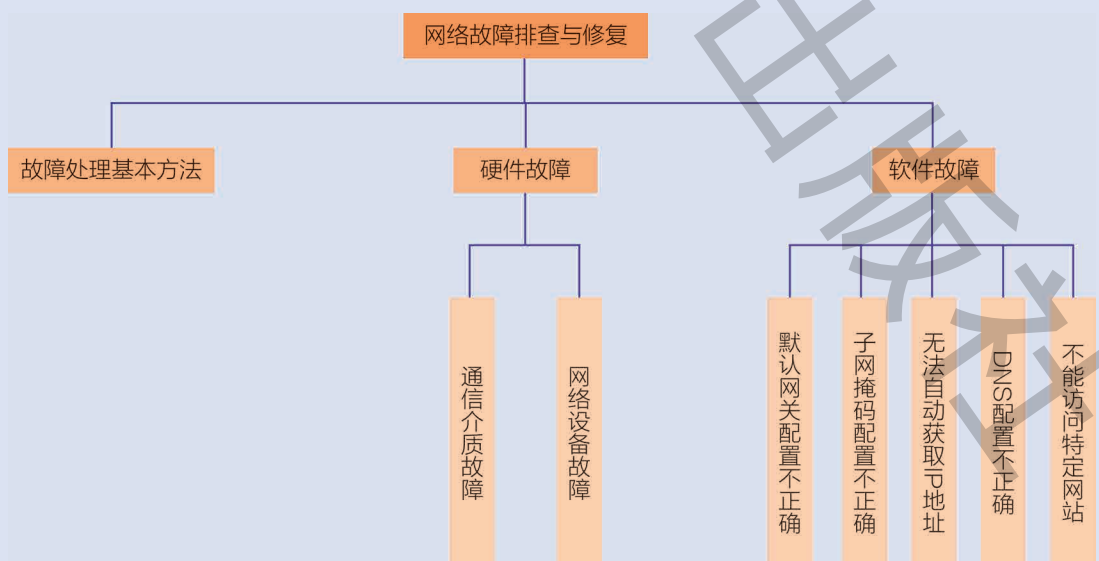 网络故障排查与修复
故障处理基本方法
硬件故障
软件故障
通信介质故障
网络设备故障
默认网关配置不正确
子网掩码配置不正确
无法自动获取IP地址
DNS配置不正确
不能访问特定网站
出版社